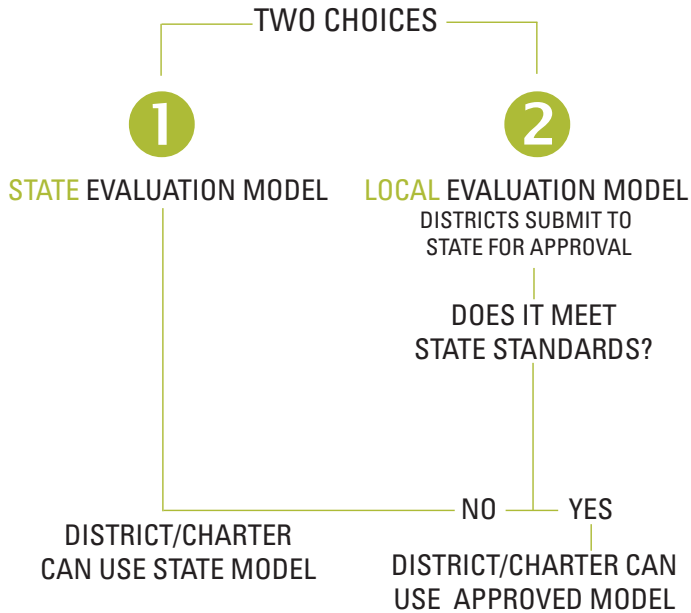 TWO CHOICES
1
2
STATE EVALUATION MODEL
LOCAL EVALUATION MODEL
DISTRICTS SUBMIT TO
STATE FOR APPROVAL
DOES IT MEET
STATE STANDARDS?
NO
YES
DISTRICT/CHARTER
CAN USE STATE MODEL
DISTRICT/CHARTER CAN
USE APPROVED MODEL